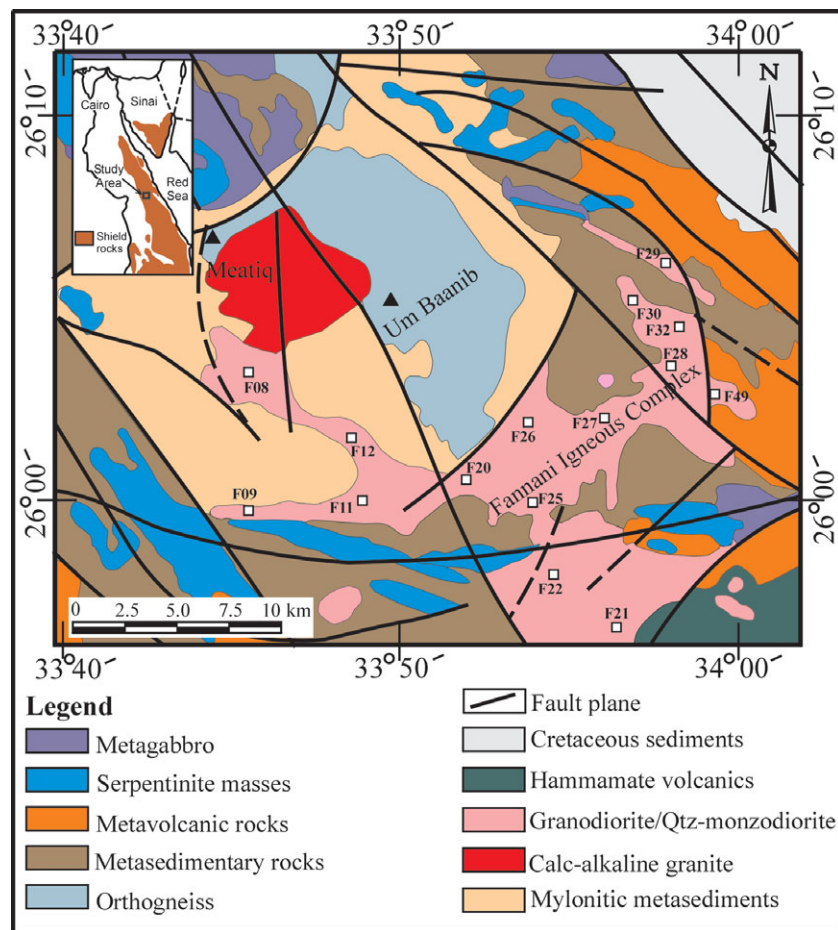 33°40′ 33°50′ 34°00′
26°10′ 26°10′
Cairo Sinai
Study
Area
Red
Sea
Shield
rocks
N
Meatiq
Um Baanib
F29
F30
F32
F28
F08
F49
F27
F26
Fannani Igneous Complex
F12
F20
F09
F11
F25
26°00′ 26°00′
F22
F21
0 2.5 5.0 7.5 10 km
33°40′ 33°50′ 34°00′
Legend
Metagabbro
Serpentinite masses
Metavolcanic rocks
Metasedimentary rocks
Orthogneiss
Fault plane
Cretaceous sediments
Hammamate volcanics
Granodiorite/Qtz-monzodiorite
Calc-alkaline granite
Mylonitic metasediments